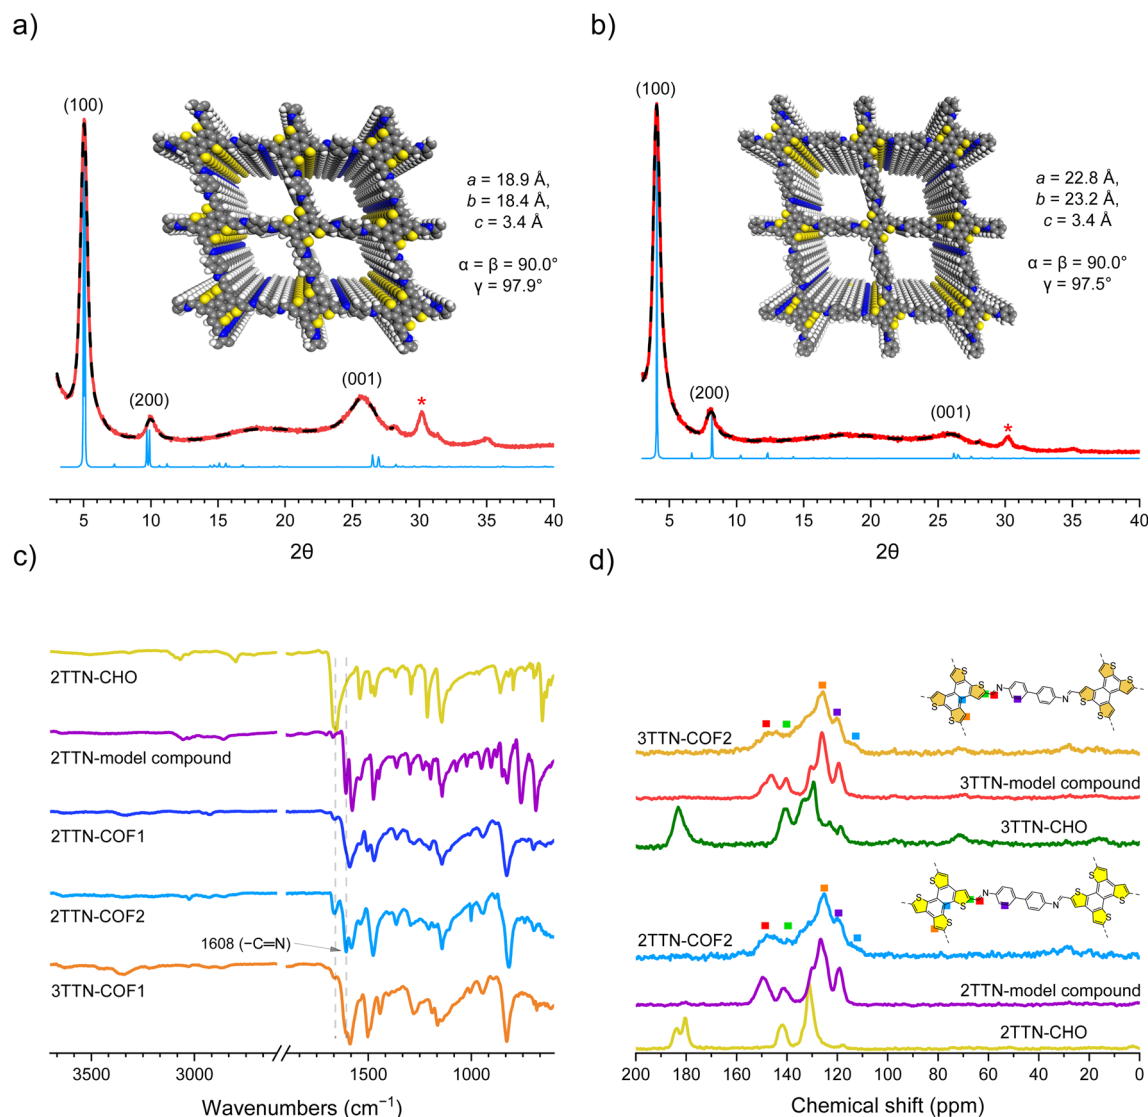 a)
(100)
a = 18.9 Å,
b = 18.4 Å,
c = 3.4 Å
α = β = 90.0°
γ = 97.9°
(200)
(001)
*
5 10 15 20 25 30 35 40
2θ
b)
(100)
a = 22.8 Å,
b = 23.2 Å,
c = 3.4 Å
α = β = 90.0°
γ = 97.5°
(200)
(001)
*
5 10 15 20 25 30 35 40
2θ
c)
2TTN-CHO
2TTN-model compound
2TTN-COF1
2TTN-COF2
1608 (−C=N)
3TTN-COF1
3500 3000 1500 1000
Wavenumbers (cm⁻¹)
d)
S S S N N S S S
3TTN-COF2
3TTN-model compound
3TTN-CHO
S S S N N S S S
2TTN-COF2
2TTN-model compound
2TTN-CHO
200 180 160 140 120 100 80 60 40 20 0
Chemical shift (ppm)